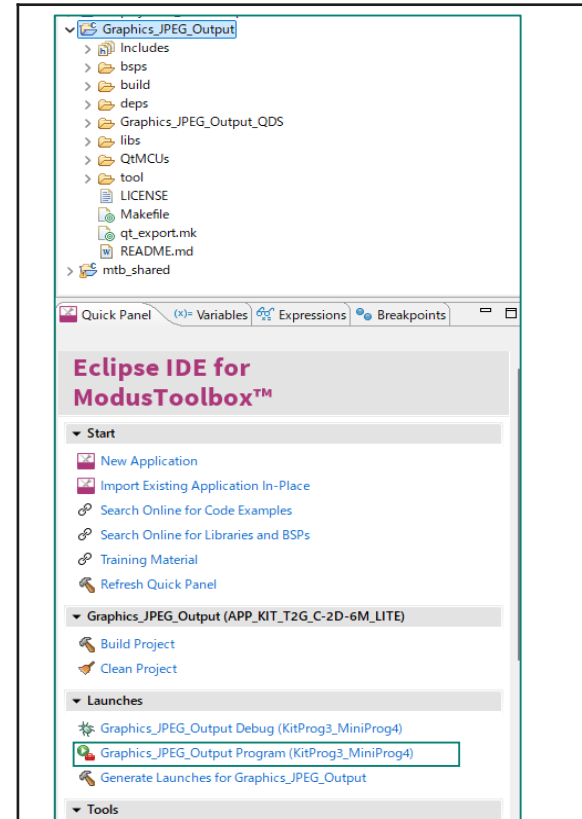 Graphics_JPEG_Output
Includes
bsps
build
deps
Graphics_JPEG_Output_QDS
libs
QtMCUs
tool
LICENSE
Makefile
qt_export.mk
README.md
mtb_shared
Quick Panel (x)= Variables Expressions Breakpoints
Eclipse IDE for
ModusToolbox™
Start
New Application
Import Existing Application In-Place
Search Online for Code Examples
Search Online for Libraries and BSPs
Training Material
Refresh Quick Panel
Graphics_JPEG_Output (APP_KIT_T2G_C-2D-6M_LITE)
Build Project
Clean Project
Launches
Graphics_JPEG_Output Debug (KitProg3_MiniProg4)
Graphics_JPEG_Output Program (KitProg3_MiniProg4)
Generate Launches for Graphics_JPEG_Output
Tools